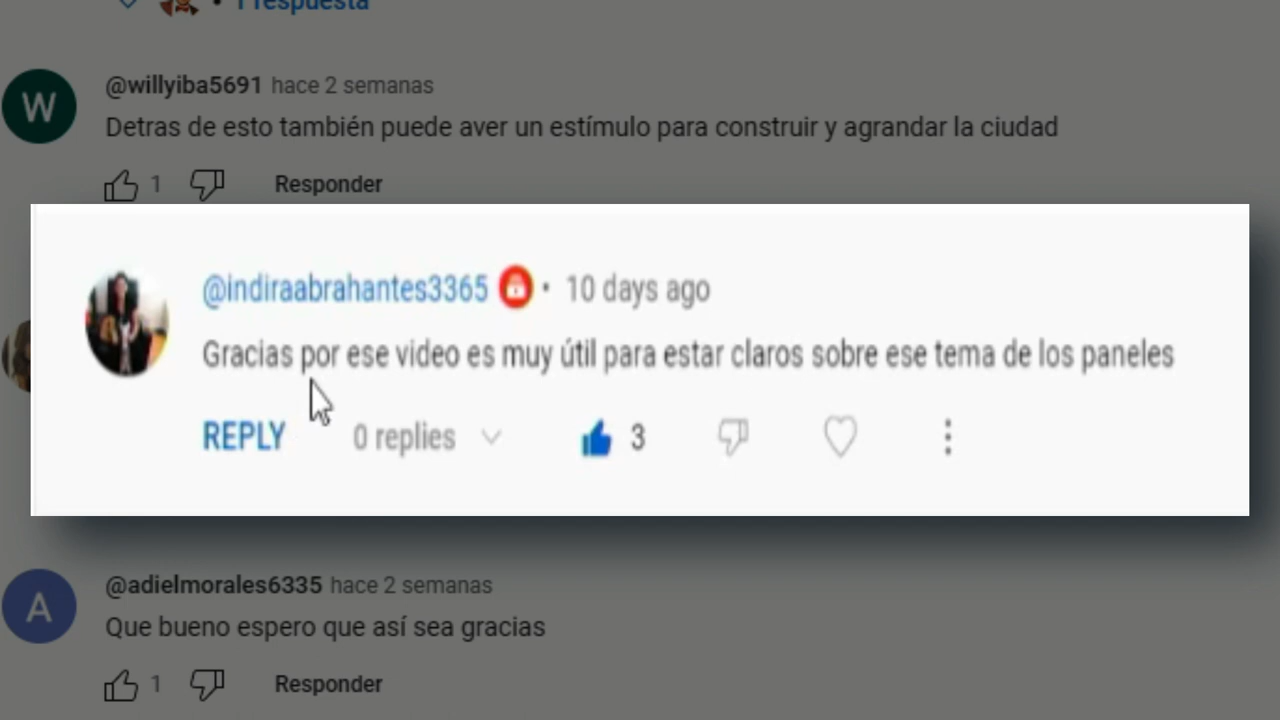 1 respuesta
@willyiba5691 hace 2 semanas
Detras de esto también puede aver un estímulo para construir y agrandar la ciudad
1 Responder
@indiraabrahantes3365 • 10 days ago
Gracias por ese video es muy útil para estar claros sobre ese tema de los paneles
REPLY 0 replies 3
@adielmorales6335 hace 2 semanas
Que bueno espero que así sea gracias
1 Responder
W
A